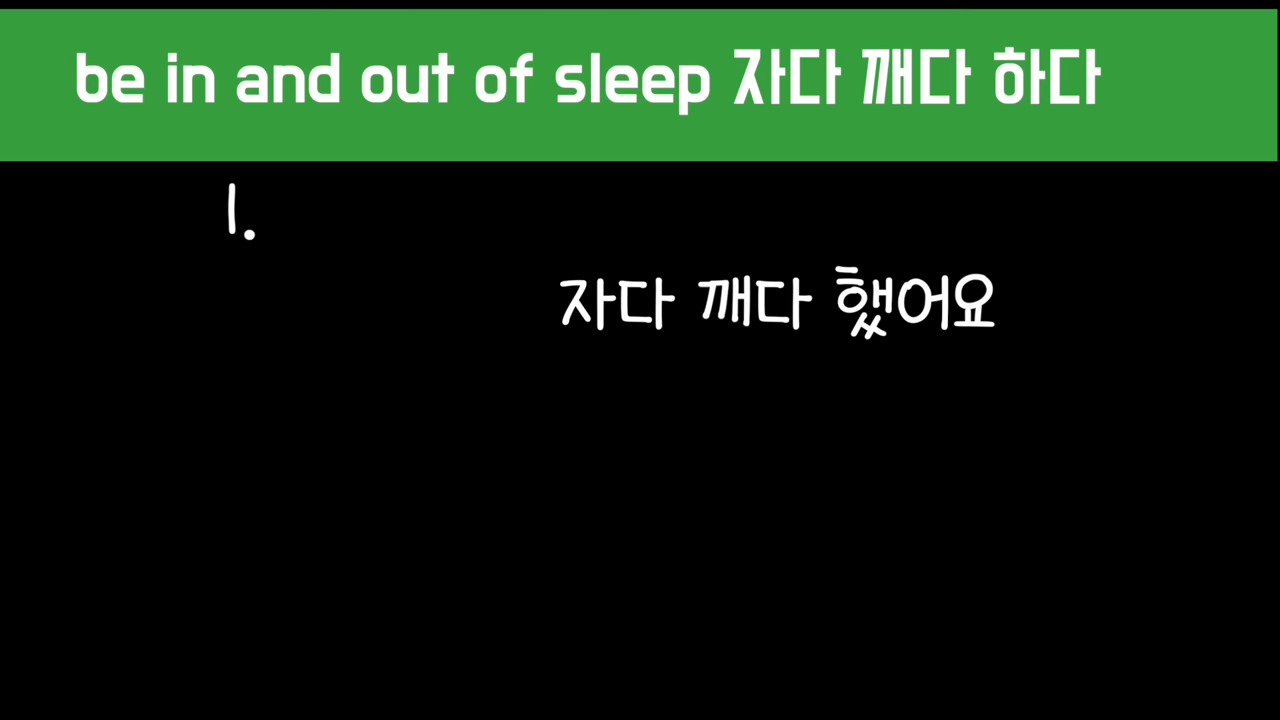 be in and out of sleep 자다 깨다 하다
1.
자다 깨다 했어요